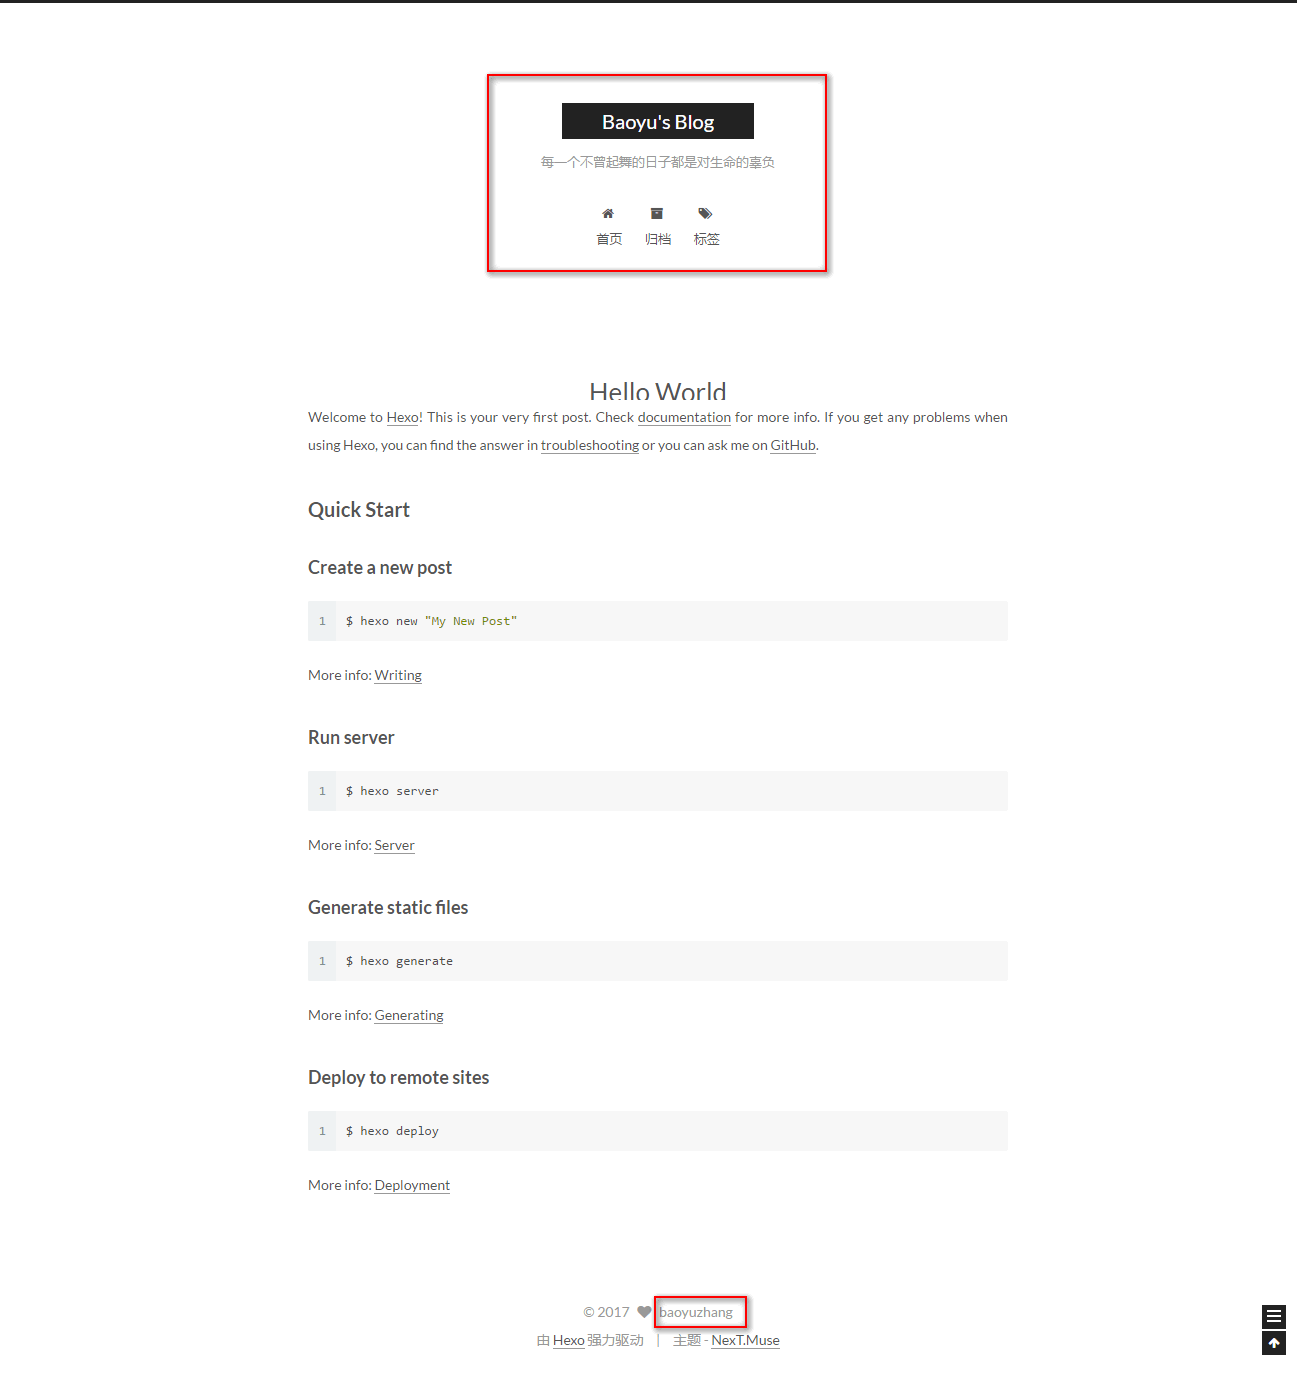 Baoyu's Blog
每一个不曾起舞的日子都是对生命的辜负
首页 归档 标签
Hello World
Welcome to Hexo! This is your very first post. Check documentation for more info. If you get any problems when
using Hexo, you can find the answer in troubleshooting or you can ask me on GitHub.
Quick Start
Create a new post
1 $ hexo new "My New Post"
More info: Writing
Run server
1 $ hexo server
More info: Server
Generate static files
1 $ hexo generate
More info: Generating
Deploy to remote sites
1 $ hexo deploy
More info: Deployment
© 2017 baoyuzhang
由 Hexo 强力驱动 | 主题 - NexT.Muse